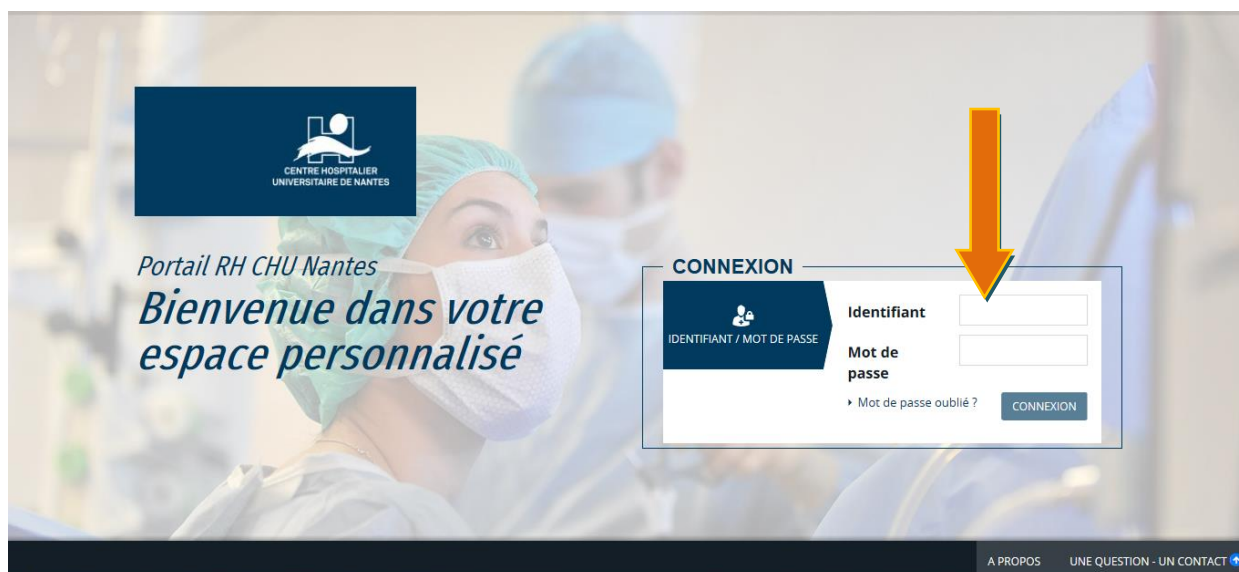 CENTRE HOSPITALIER
UNIVERSITAIRE DE NANTES
Portail RH CHU Nantes
Bienvenue dans votre
espace personnalisé
CONNEXION
IDENTIFIANT / MOT DE PASSE
Identifiant
Mot de
passe
Mot de passe oublié ?
CONNEXION
A PROPOS
UNE QUESTION - UN CONTACT